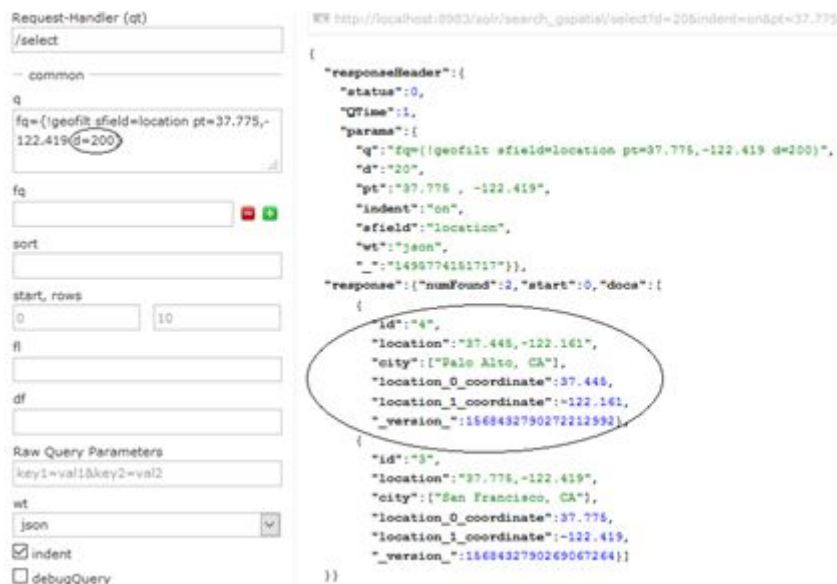 Request-Handler (qt)
/select
common
q
fq={!geofilt sfield=location pt=37.775,-
122.419 d=200}
fq
sort
start, rows
0 10
fl
df
Raw Query Parameters
key1=val1&key2=val2
wt
json
indent
debugQuery
http://localhost:8983/solr/search_gspatial/select?d=20&indent=on&pt=37.775
{
"responseHeader":{
"status":0,
"QTime":1,
"params":{
"q":"fq={!geofilt sfield=location pt=37.775,-122.419 d=200}",
"d":"20",
"pt":"37.775 , -122.419",
"indent":"on",
"sfield":"location",
"wt":"json",
"_":"1495774151717"}},
"response":{"numFound":2,"start":0,"docs":[
{
"id":"4",
"location":"37.445,-122.161",
"city":["Palo Alto, CA"],
"location_0_coordinate":37.445,
"location_1_coordinate":-122.161,
"_version_":1568432790272212992},
{
"id":"3",
"location":"37.775,-122.419",
"city":["San Francisco, CA"],
"location_0_coordinate":37.775,
"location_1_coordinate":-122.419,
"_version_":1568432790269067264}]
}}